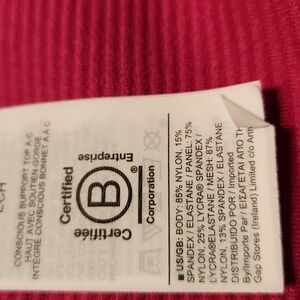 CONSCIOUS SUPPORT TOP A-C
HAUT AVEC SOUTIEN-GORGE
INTÉGRÉ CONSCIOUS BONNET A À C
Certified
Certifiée
B
®
Corporation
Entreprise
■ US/GB: BODY: 85% NYLON, 15%
SPANDEX / ELASTANE / PANEL: 75%
NYLON, 25% LYCRA® SPANDEX /
LYCRA®ELASTANE / MESH: 87%
NYLON, 13% SPANDEX / ELASTANE
DISTRIBUIDO POR / Imported
By/Importé Par / ΕΙΣΑΓΕΤΑΙ ΑΠΟ
Gap Stores (Ireland) Limited c/o